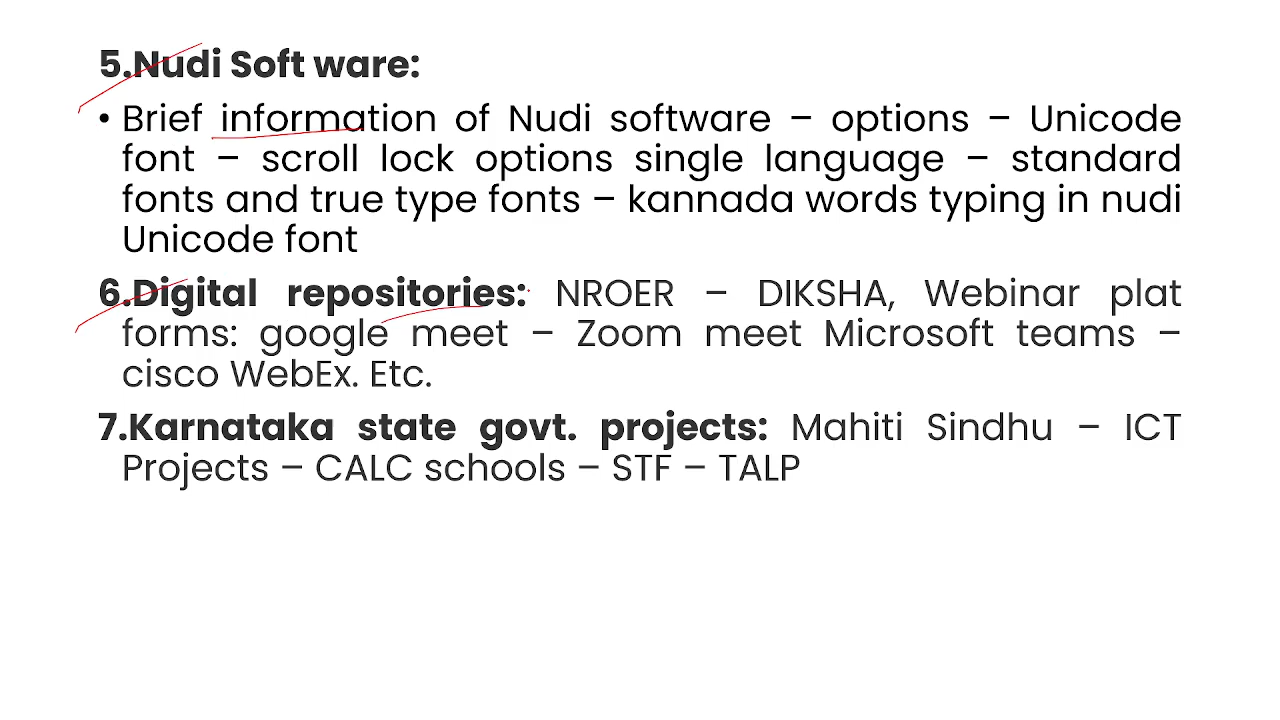 5.Nudi Soft ware:
• Brief information of Nudi software – options – Unicode
font – scroll lock options single language – standard
fonts and true type fonts – kannada words typing in nudi
Unicode font
6.Digital repositories: NROER – DIKSHA, Webinar plat
forms: google meet – Zoom meet Microsoft teams –
cisco WebEx. Etc.
7.Karnataka state govt. projects: Mahiti Sindhu – ICT
Projects – CALC schools – STF – TALP